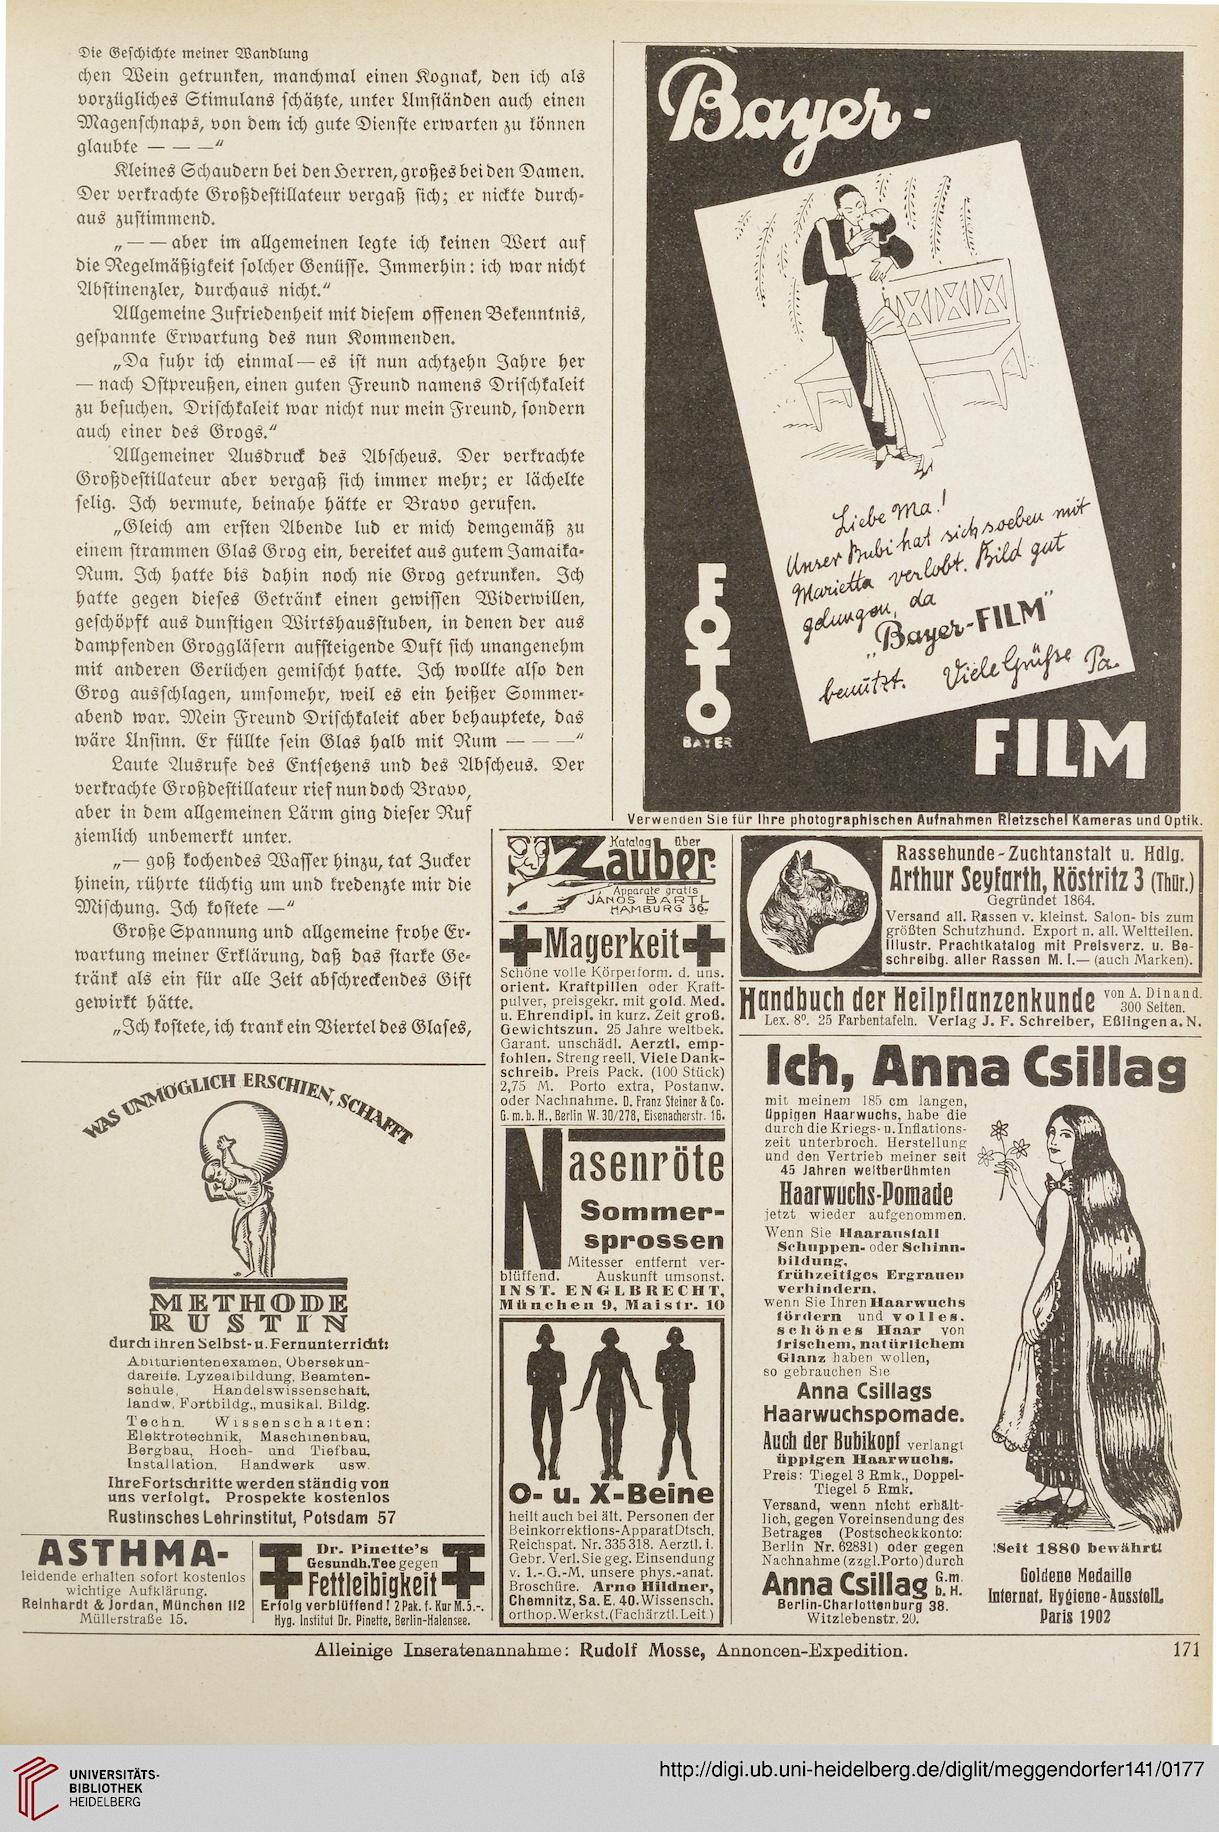 Die Geschichte meiner Wandlung
chen Wein getrunken, manchmal einen Kognak, den ich als
vorzügliches Stimulans schätzte, unter Umständen auch einen
Magenschnaps, von dem ich gute Dienste erwarten zu können
glaubte — — —"
Kleines Schaudern bei den Herren, großes bei den Damen.
Der verkrachte Großdestillateur vergaß sich; er nickte durch-
aus zustimmend.
„— — aber im allgemeinen legte ich keinen Wert auf
die Regelmäßigkeit solcher Genüsse. Immerhin: ich war nicht
Abstinenzler, durchaus nicht."
Allgemeine Zufriedenheit mit diesem offenen Bekenntnis,
gespannte Erwartung des nun Kommenden.
„Da fuhr ich einmal — es ist nun achtzehn Jahre her
— nach Ostpreußen, einen guten Freund namens Drischkaleit
zu besuchen. Drischkaleit war nicht nur mein Freund, sondern
auch einer des Grogs."
Allgemeiner Ausdruck des Abscheus. Der verkrachte
Großdestillateur aber vergaß sich immer mehr; er lächelte
selig. Ich vermute, beinahe hätte er Bravo gerufen.
„Gleich am ersten Abende lud er mich demgemäß zu
einem strammen Glas Grog ein, bereitet aus gutem Jamaika-
Rum. Ich hatte bis dahin noch nie Grog getrunken. Ich
hatte gegen dieses Getränk einen gewissen Widerwillen,
geschöpft aus dunstigen Wirtshausstuben, in denen der aus
dampfenden Groggläsern aufsteigende Duft sich unangenehm
mit anderen Gerüchen gemischt hatte. Ich wollte also den
Grog ausschlagen, umsomehr, weil es ein heißer Sommer-
abend war. Mein Freund Drischkaleit aber behauptete, das
wäre Unsinn. Er füllte sein Glas halb mit Rum — — —"
Laute Ausrufe des Entsetzens und des Abscheus. Der
verkrachte Großdestillateur rief nun doch Bravo,
aber in dem allgemeinen Lärm ging dieser Ruf
ziemlich unbemerkt unter.
„— goß kochendes Wasser hinzu, tat Zucker
hinein, rührte tüchtig um und kredenzte mir die
Mischung. Ich kostete —"
Große Spannung und allgemeine frohe Er-
wartung meiner Erklärung, daß das starke Ge-
tränk als ein für alle Zeit abschreckendes Gift
gewirkt hätte.
„Ich kostete, ich trank ein Viertel des Glases,
Bayer-
Liebe Ma!
Unser Bubi hat sich soeben mit
Marietta verlobt. Bild gut
gelungen, da
„Bayer-FILM"
benützt. Viele Grüsse Pa.
FOTO
BAYER
FILM
Verwenden Sie für Ihre photographischen Aufnahmen Rietzschel Kameras und Optik.
Katalog über
Zauber-
Apparate gratis
JÁNOS BARTL
HAMBURG 36
Magerkeit
Schöne volle Körperform. d. uns.
orient. Kraftpillen oder Kraft-
pulver, preisgekr. mit gold. Med.
u. Ehrendipl. in kurz. Zeit groß.
Gewichtszun. 25 Jahre weltbek.
Garant. unschädl. Aerztl. emp-
fohlen. Streng reell, Viele Dank-
schreib. Preis Pack. (100 Stück)
2,75 M. Porto extra, Postanw.
oder Nachnahme. D. Franz Steiner & Co.
G. m. b. H., Berlin W. 30/278, Eisenacherstr. 16.
Nasenröte
Sommer-
sprossen
Mitesser entfernt ver-
blüffend. Auskunft umsonst.
INST. ENGLBRECHT,
München 9, Maistr. 10
O- u. X-Beine
heilt auch bei ält. Personen der
Beinkorrektions-Apparat Dtsch.
Reichspat. Nr. 335 318. Aerztl. i.
Gebr. Verl. Sie geg. Einsendung
v. 1.- G.-M. unsere phys.-anat.
Broschüre. Arno Hildner,
Chemnitz, Sa. E. 40. Wissensch.
orthop. Werkst. (Fachärztl. Leit.)
Rassehunde-Zuchtanstalt u. Hdlg.
Arthur Seyfarth, Köstritz 3 (Thür.)
Gegründet 1864.
Versand all. Rassen v. kleinst. Salon- bis zum
größten Schutzhund. Export n. all. Weltteilen.
Illustr. Prachtkatalog mit Preisverz. u. Be-
schreibg. aller Rassen M. 1.— (auch Marken).
Handbuch der Heilpflanzenkunde von A. Dinand.
300 Seiten.
Lex. 8°. 25 Farbentafeln. Verlag J. F. Schreiber, Eßlingen a. N.
Ich, Anna Csillag
mit meinem 185 cm langen,
üppigen Haarwuchs, habe die
durch die Kriegs- u. Inflations-
zeit unterbroch. Herstellung
und den Vertrieb meiner seit
45 Jahren weltberühmten
Haarwuchs-Pomade
jetzt wieder aufgenommen.
Wenn Sie Haarausfall
Schuppen- oder Schinn-
bildung,
frühzeitiges Ergrauen
verhindern,
wenn Sie Ihren Haarwuchs
fördern und volles,
schönes Haar von
frischem, natürlichem
Glanz haben wollen,
so gebrauchen Sie
Anna Csillags
Haarwuchspomade.
Auch der Bubikopf verlangt
üppigen Haarwuchs.
Preis: Tiegel 3 Rmk., Doppel-
Tiegel 5 Rmk.
Versand, wenn nicht erhält-
lich, gegen Voreinsendung des
Betrages (Postscheckkonto:
Berlin Nr. 62831) oder gegen
Nachnahme (zzgl. Porto) durch
Anna Csillag G.m.
b. H.
Berlin-Charlottenburg 38.
Witzlebenstr. 20.
Seit 1880 bewährt!
Goldene Medaille
Internat. Hygiene-Ausstell.
Paris 1902
WAS UNMÖGLICH ERSCHIEN, SCHAFFT
METHODE
RUSTIN
durch ihren Selbst- u. Fernunterricht:
Abiturientenexamen, Obersekun-
dareife, Lyzealbildung, Beamten-
schule, Handelswissenschaft,
landw. Fortbildg., musikal. Bildg.
Techn. Wissenschaften:
Elektrotechnik, Maschinenbau,
Bergbau, Hoch- und Tiefbau,
Installation, Handwerk usw.
Ihre Fortschritte werden ständig von
uns verfolgt. Prospekte kostenlos
Rustinsches Lehrinstitut, Potsdam 57
ASTHMA-
leidende erhalten sofort kostenlos
wichtige Aufklärung.
Reinhardt & Jordan, München 112
Müllerstraße 15.
Dr. Pinette's
Gesundh. Tee gegen
Fettleibigkeit
Erfolg verblüffend! 2 Pak. f. Kur M. 5.-.
Hyg. Institut Dr. Pinette, Berlin-Halensee.
Alleinige Inseratenannahme: Rudolf Mosse, Annoncen-Expedition.
171
UNIVERSITÄTS-
BIBLIOTHEK
HEIDELBERG
http://digi.ub.uni-heidelberg.de/diglit/meggendorfer141/0177